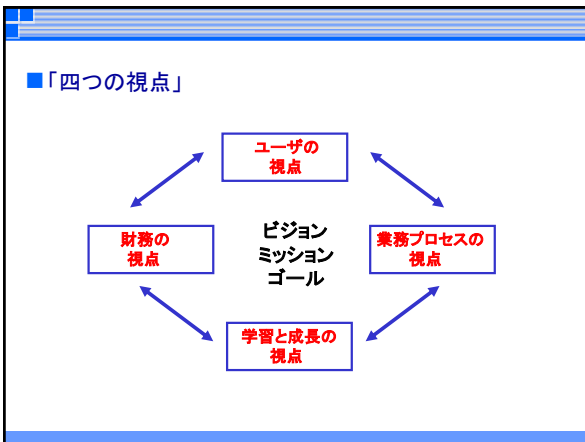 ■「四つの視点」
ユーザの
視点
財務の
視点
ビジョン
ミッション
ゴール
業務プロセスの
視点
学習と成長の
視点